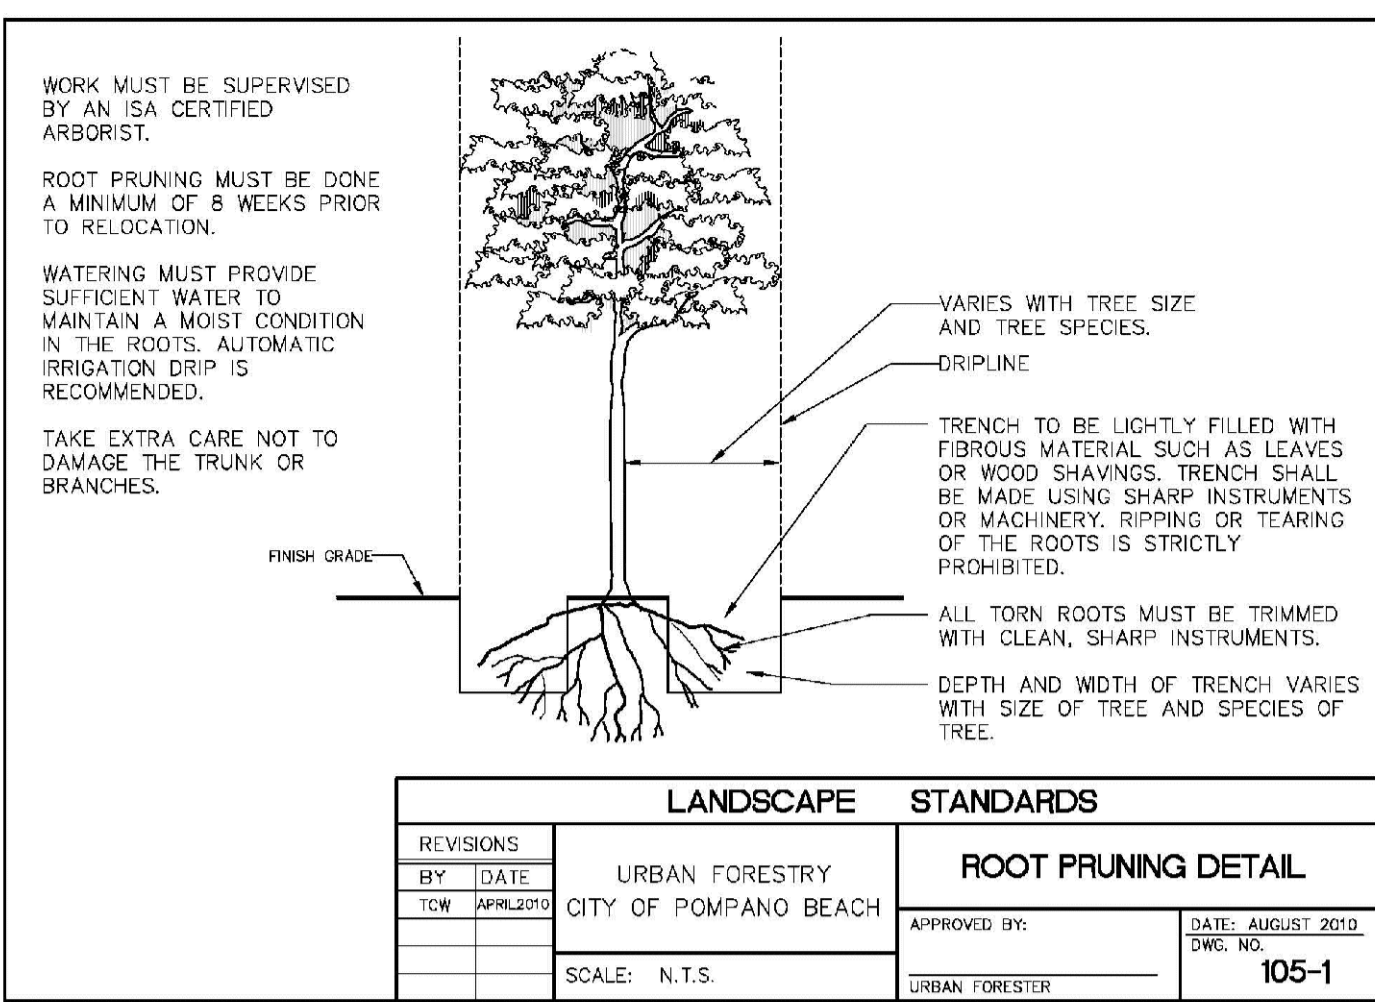 WORK MUST BE SUPERVISED
BY AN ISA CERTIFIED
ARBORIST.
ROOT PRUNING MUST BE DONE
A MINIMUM OF 8 WEEKS PRIOR
TO RELOCATION.
WATERING MUST PROVIDE
SUFFICIENT WATER TO
MAINTAIN A MOIST CONDITION
IN THE ROOTS. AUTOMATIC
IRRIGATION DRIP IS
RECOMMENDED.
TAKE EXTRA CARE NOT TO
DAMAGE THE TRUNK OR
BRANCHES.
FINISH GRADE
VARIES WITH TREE SIZE
AND TREE SPECIES.
DRIPLINE
TRENCH TO BE LIGHTLY FILLED WITH
FIBROUS MATERIAL SUCH AS LEAVES
OR WOOD SHAVINGS. TRENCH SHALL
BE MADE USING SHARP INSTRUMENTS
OR MACHINERY. RIPPING OR TEARING
OF THE ROOTS IS STRICTLY
PROHIBITED.
ALL TORN ROOTS MUST BE TRIMMED
WITH CLEAN, SHARP INSTRUMENTS.
DEPTH AND WIDTH OF TRENCH VARIES
WITH SIZE OF TREE AND SPECIES OF
TREE.
LANDSCAPE STANDARDS
REVISIONS
BY DATE
TCW APRIL2010
URBAN FORESTRY
CITY OF POMPANO BEACH
SCALE: N.T.S.
ROOT PRUNING DETAIL
APPROVED BY:
URBAN FORESTER
DATE: AUGUST 2010
DWG. NO.
105-1